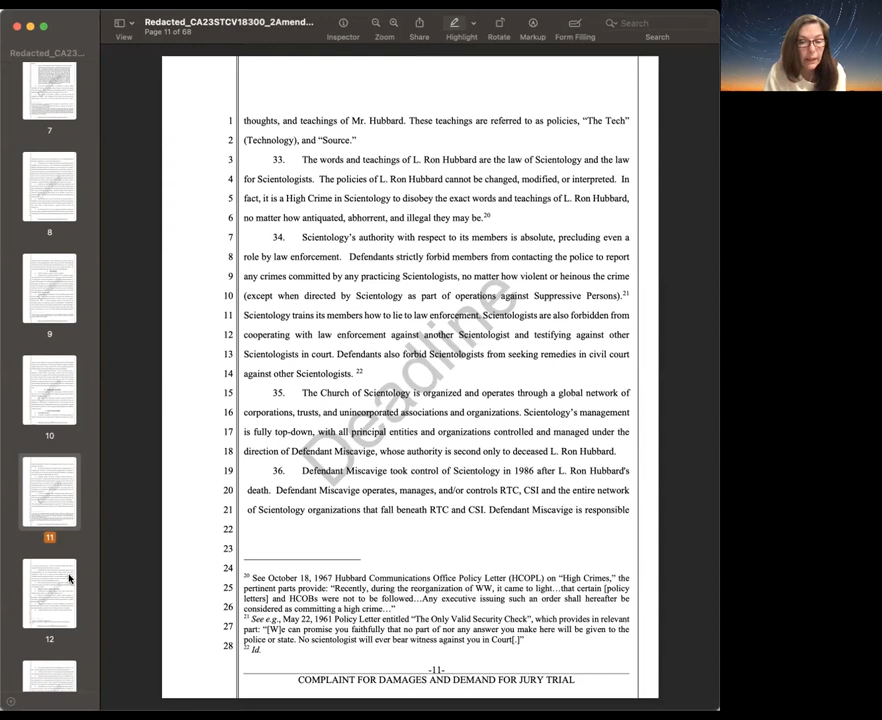 Redacted_CA23STCV18300_2Amend...
Page 11 of 68
View
Inspector
Zoom
Share
Highlight
Rotate
Markup
Form Filling
Search
Search
Redacted_CA23...
7
8
9
10
11
12
1 thoughts, and teachings of Mr. Hubbard. These teachings are referred to as policies, “The Tech”
2 (Technology), and “Source.”
3 33. The words and teachings of L. Ron Hubbard are the law of Scientology and the law
4 for Scientologists. The policies of L. Ron Hubbard cannot be changed, modified, or interpreted. In
5 fact, it is a High Crime in Scientology to disobey the exact words and teachings of L. Ron Hubbard,
6 no matter how antiquated, abhorrent, and illegal they may be.20
7 34. Scientology’s authority with respect to its members is absolute, precluding even a
8 role by law enforcement. Defendants strictly forbid members from contacting the police to report
9 any crimes committed by any practicing Scientologists, no matter how violent or heinous the crime
10 (except when directed by Scientology as part of operations against Suppressive Persons).21
11 Scientology trains its members how to lie to law enforcement. Scientologists are also forbidden from
12 cooperating with law enforcement against another Scientologist and testifying against other
13 Scientologists in court. Defendants also forbid Scientologists from seeking remedies in civil court
14 against other Scientologists. 22
15 35. The Church of Scientology is organized and operates through a global network of
16 corporations, trusts, and unincorporated associations and organizations. Scientology’s management
17 is fully top-down, with all principal entities and organizations controlled and managed under the
18 direction of Defendant Miscavige, whose authority is second only to deceased L. Ron Hubbard.
19 36. Defendant Miscavige took control of Scientology in 1986 after L. Ron Hubbard's
20 death. Defendant Miscavige operates, manages, and/or controls RTC, CSI and the entire network
21 of Scientology organizations that fall beneath RTC and CSI. Defendant Miscavige is responsible
22
23
24
20 See October 18, 1967 Hubbard Communications Office Policy Letter (HCOPL) on “High Crimes,” the
25 pertinent parts provide: “Recently, during the reorganization of WW, it came to light…that certain [policy
letters] and HCOBs were not to be followed…Any executive issuing such an order shall hereafter be
26 considered as committing a high crime…”
21 See e.g., May 22, 1961 Policy Letter entitled “The Only Valid Security Check”, which provides in relevant
27 part: “[W]e can promise you faithfully that no part of nor any answer you make here will be given to the
police or state. No scientologist will ever bear witness against you in Court[.]”
28 22 Id.
-11-
COMPLAINT FOR DAMAGES AND DEMAND FOR JURY TRIAL
Deadline